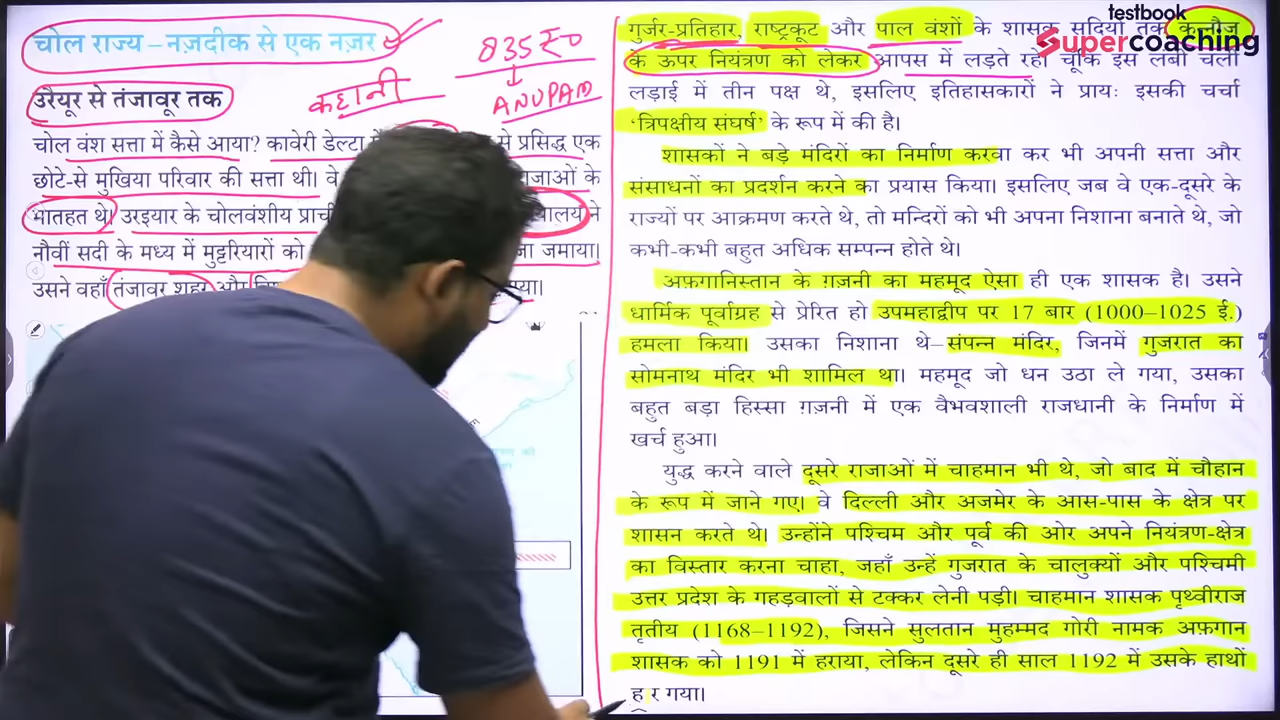 testbook
Supercoaching
चोल राज्य – नज़दीक से एक नज़र
835 ई०
उरैयूर से तंजावूर तक
कहानी
ANUPAM
चोल वंश सत्ता में कैसे आया? कावेरी डेल्टा में से प्रसिद्ध एक
छोटे-से मुखिया परिवार की सत्ता थी। वे राजाओं के
मातहत थे। उरइयार के चोलवंशीय प्राची ने
नौवीं सदी के मध्य में मुट्टरियारों को जमाया।
उसने वहाँ तंजावूर शहर और
गुर्जर-प्रतिहार, राष्ट्रकूट और पाल वंशों के शासक सदियों तक कन्नौज
के ऊपर नियंत्रण को लेकर आपस में लड़ते रहे। चूँकि इस लंबी चली
लड़ाई में तीन पक्ष थे, इसलिए इतिहासकारों ने प्रायः इसकी चर्चा
'त्रिपक्षीय संघर्ष' के रूप में की है।
शासकों ने बड़े मंदिरों का निर्माण करवा कर भी अपनी सत्ता और
संसाधनों का प्रदर्शन करने का प्रयास किया। इसलिए जब वे एक-दूसरे के
राज्यों पर आक्रमण करते थे, तो मन्दिरों को भी अपना निशाना बनाते थे, जो
कभी-कभी बहुत अधिक सम्पन्न होते थे।
अफ़गानिस्तान के ग़ज़नी का महमूद ऐसा ही एक शासक है। उसने
धार्मिक पूर्वाग्रह से प्रेरित हो उपमहाद्वीप पर 17 बार (1000–1025 ई.)
हमला किया। उसका निशाना थे–संपन्न मंदिर, जिनमें गुजरात का
सोमनाथ मंदिर भी शामिल था। महमूद जो धन उठा ले गया, उसका
बहुत बड़ा हिस्सा ग़ज़नी में एक वैभवशाली राजधानी के निर्माण में
खर्च हुआ।
युद्ध करने वाले दूसरे राजाओं में चाहमान भी थे, जो बाद में चौहान
के रूप में जाने गए। वे दिल्ली और अजमेर के आस-पास के क्षेत्र पर
शासन करते थे। उन्होंने पश्चिम और पूर्व की ओर अपने नियंत्रण-क्षेत्र
का विस्तार करना चाहा, जहाँ उन्हें गुजरात के चालुक्यों और पश्चिमी
उत्तर प्रदेश के गहड़वालों से टक्कर लेनी पड़ी। चाहमान शासक पृथ्वीराज
तृतीय (1168–1192), जिसने सुलतान मुहम्मद गोरी नामक अफ़गान
शासक को 1191 में हराया, लेकिन दूसरे ही साल 1192 में उसके हाथों
हार गया।